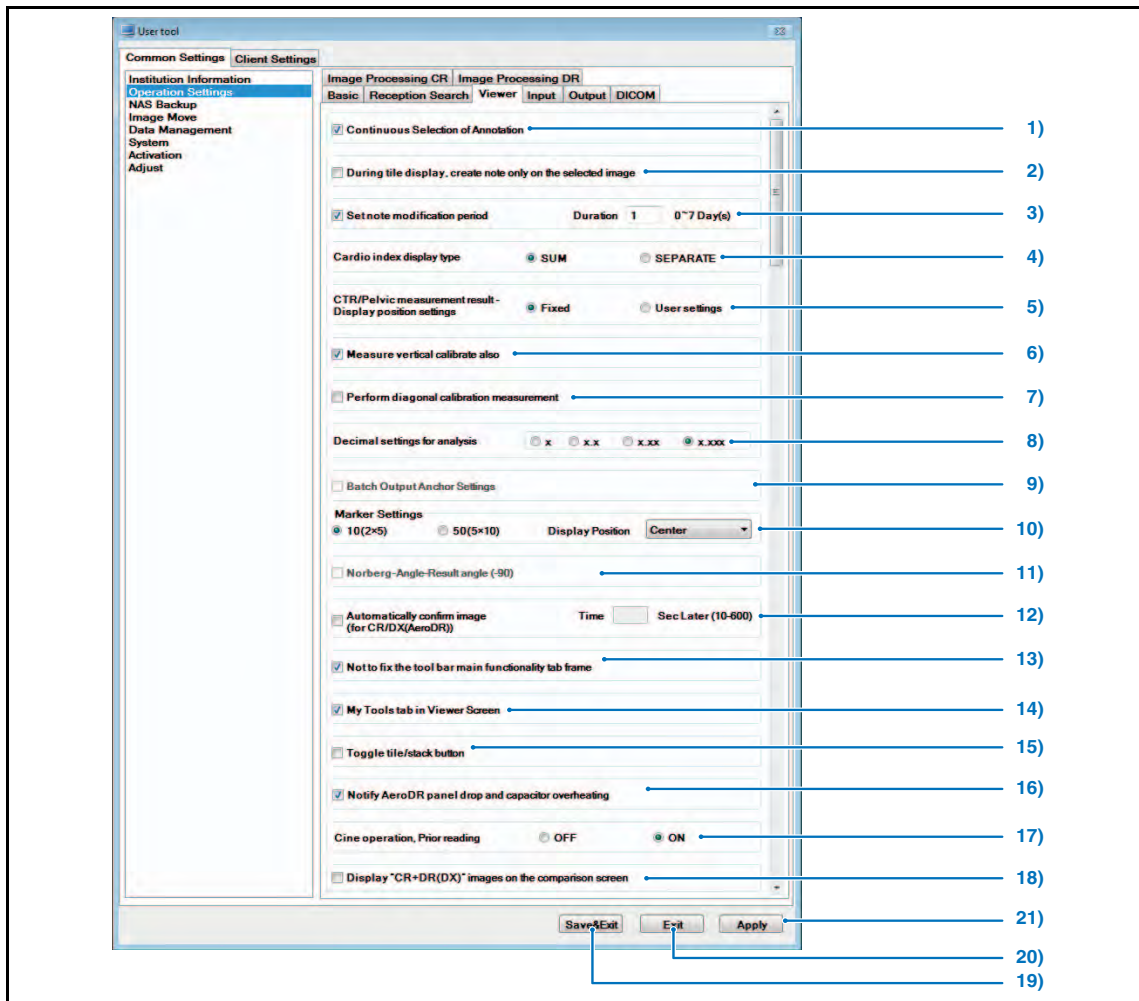 User tool
Common Settings Client Settings
Institution Information
Operation Settings
NAS Backup
Image Move
Data Management
System
Activation
Adjust
Image Processing CR Image Processing DR
Basic Reception Search Viewer Input Output DICOM
Continuous Selection of Annotation 1)
During tile display, create note only on the selected image 2)
Set note modification period Duration 1 0~7 Day(s) 3)
Cardio index display type SUM SEPARATE 4)
CTR/Pelvic measurement result -
Display position settings Fixed User settings 5)
Measure vertical calibrate also 6)
Perform diagonal calibration measurement 7)
Decimal settings for analysis x x.x x.xx x.xxx 8)
Batch Output Anchor Settings 9)
Marker Settings
10(2×5) 50(5×10) Display Position Center 10)
Norberg-Angle-Result angle (-90) 11)
Automatically confirm image
(for CR/DX(AeroDR)) Time Sec Later (10-600) 12)
Not to fix the tool bar main functionality tab frame 13)
My Tools tab in Viewer Screen 14)
Toggle tile/stack button 15)
Notify AeroDR panel drop and capacitor overheating 16)
Cine operation, Prior reading OFF ON 17)
Display "CR+DR(DX)" images on the comparison screen 18)
Save&Exit Exit Apply 21)
20)
19)